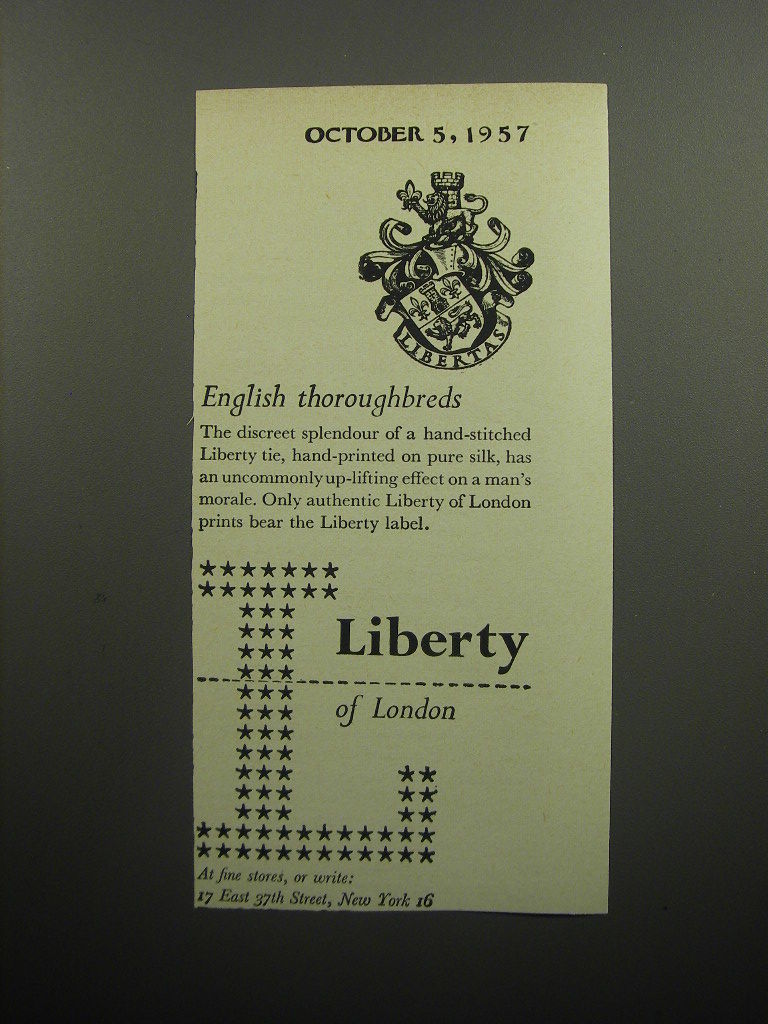 OCTOBER 5, 1957
LIBERTAS
English thoroughbreds
The discreet splendour of a hand-stitched
Liberty tie, hand-printed on pure silk, has
an uncommonly up-lifting effect on a man's
morale. Only authentic Liberty of London
prints bear the Liberty label.
Liberty
of London
At fine stores, or write:
17 East 37th Street, New York 16